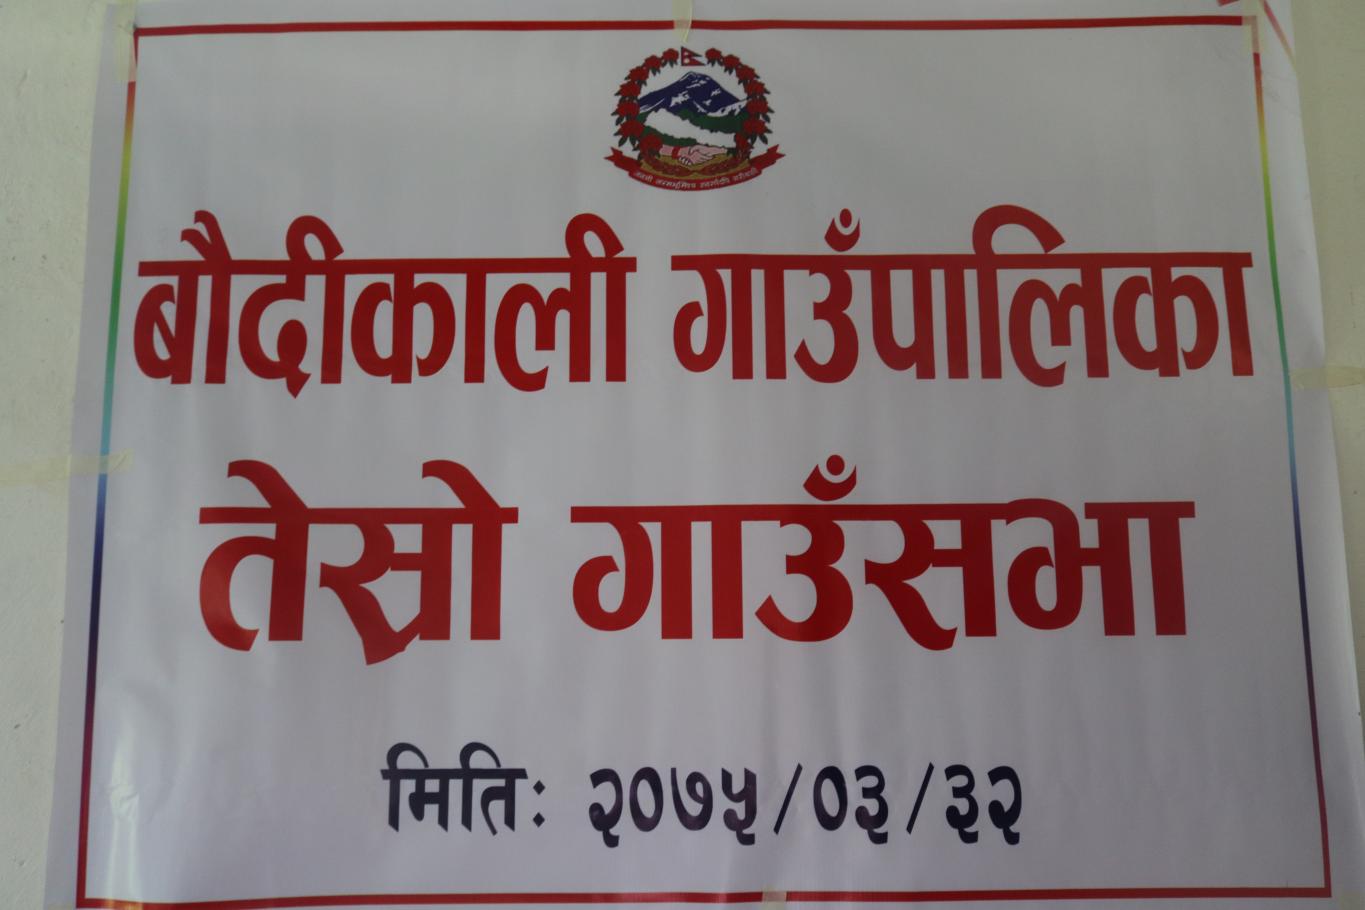 बौदीकाली गाउँपालिका
तेस्रो गाउँसभा
मितिः २०७५/०३/३२